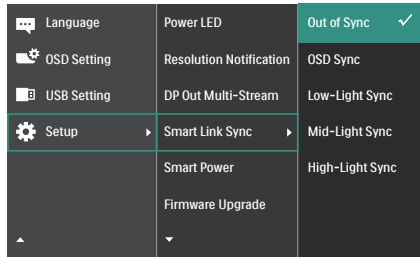 Language
OSD Setting
USB Setting
Setup
Power LED
Resolution Notification
DP Out Multi-Stream
Smart Link Sync
Smart Power
Firmware Upgrade
Out of Sync
OSD Sync
Low-Light Sync
Mid-Light Sync
High-Light Sync